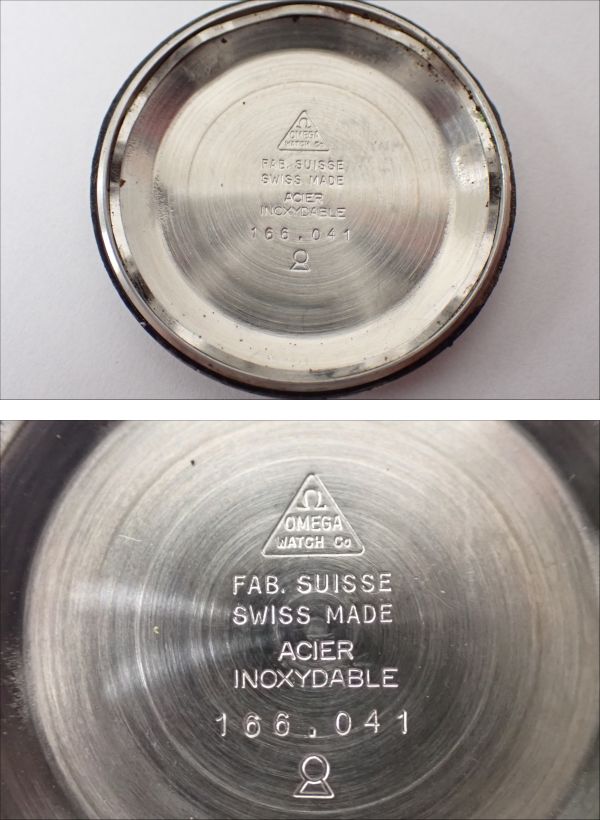 Ω
OMEGA
WATCH Co
FAB. SUISSE
SWISS MADE
ACIER
INOXYDABLE
166.041
Ω
OMEGA
WATCH Co
FAB. SUISSE
SWISS MADE
ACIER
INOXYDABLE
166.041